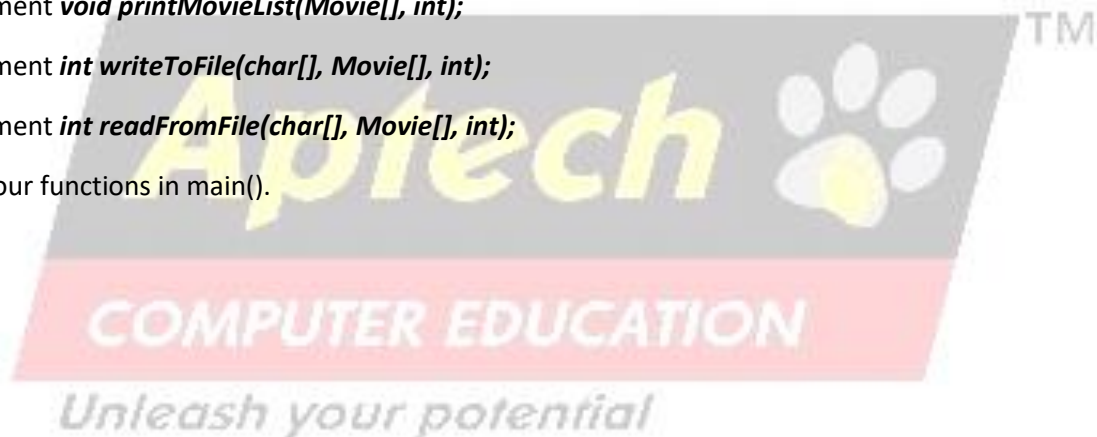 ment void printMovieList(Movie[], int);
TM
ment int writeToFile(char[], Movie[], int);
ment int readFromFile(char[], Movie[], int);
our functions in main().
Aptech
COMPUTER EDUCATION
Unleash your potential